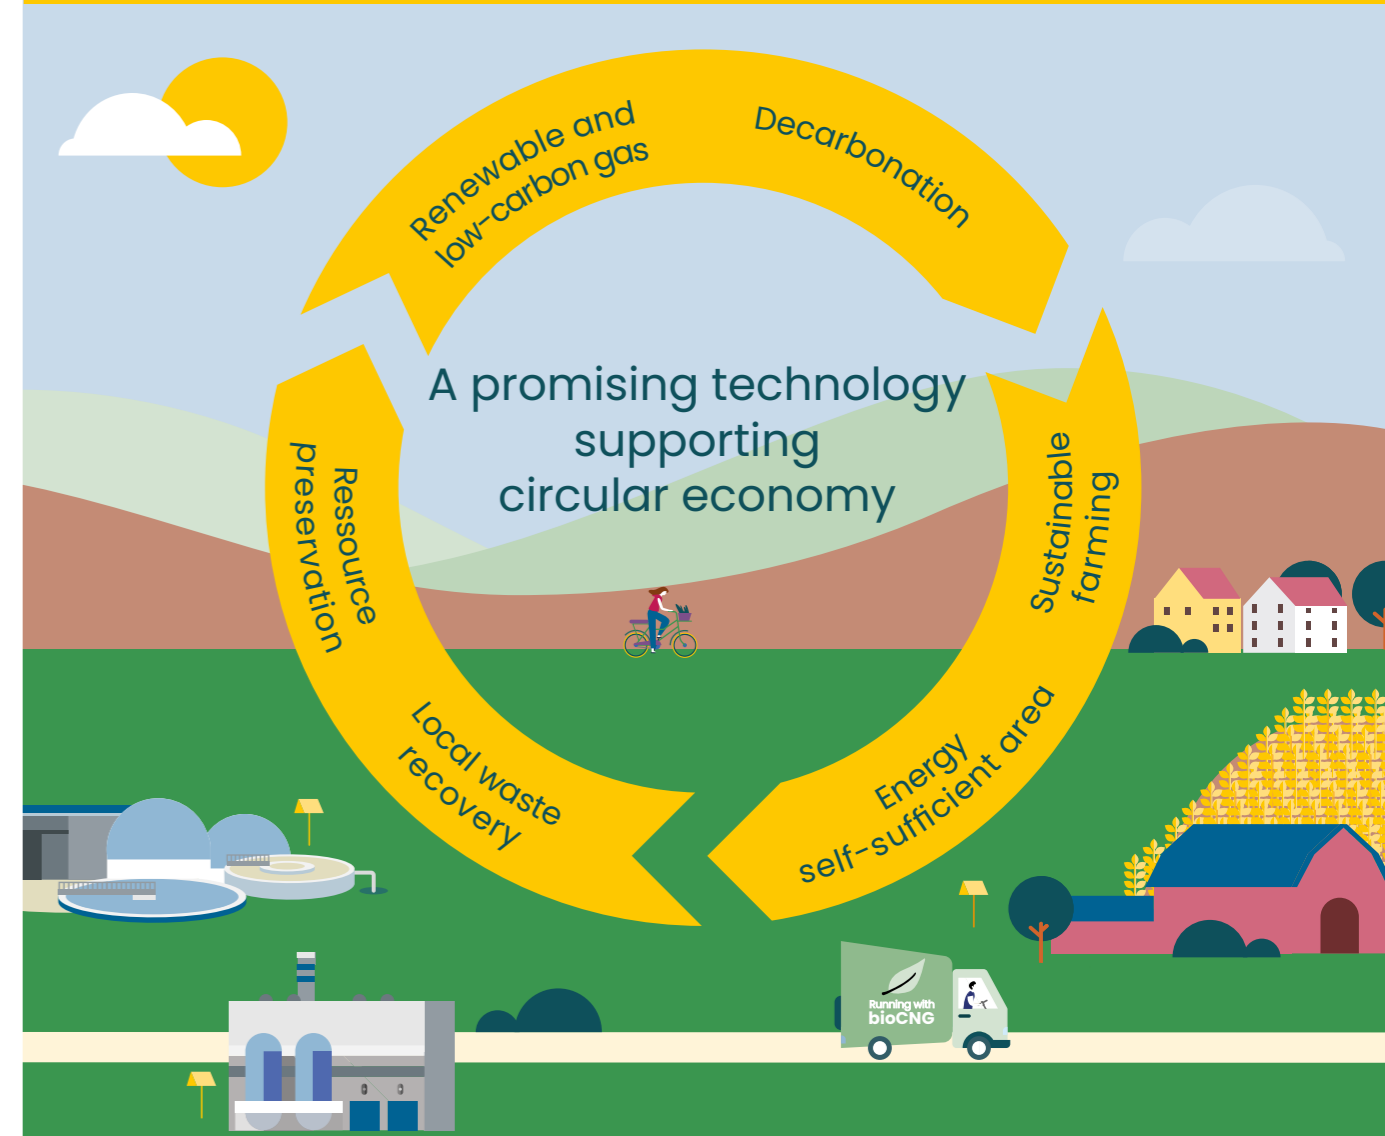 Renewable and
low-carbon gas
Decarbonation
A promising technology
supporting
circular economy
Sustainable
farming
Energy
self-sufficient area
Local waste
recovery
Ressource
preservation
Running with
bioCNG